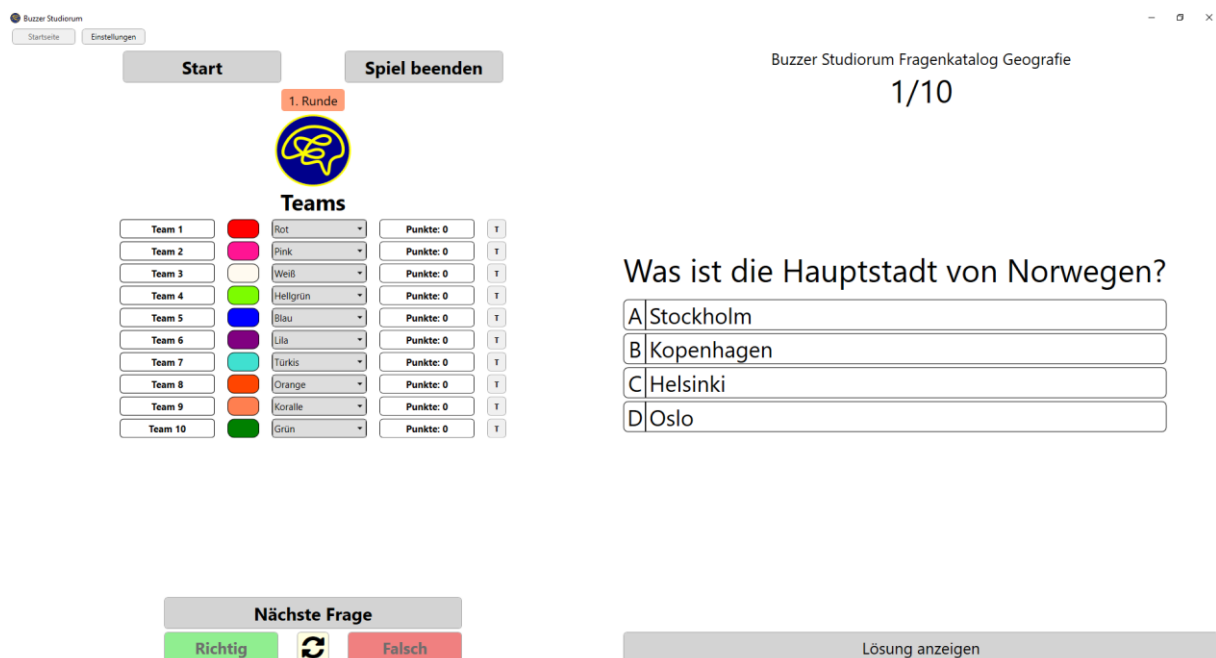 Buzzer Studiorum
Startseite Einstellungen
Start Spiel beenden
1. Runde
Teams
Team 1 Rot Punkte: 0 T
Team 2 Pink Punkte: 0 T
Team 3 Weiß Punkte: 0 T
Team 4 Hellgrün Punkte: 0 T
Team 5 Blau Punkte: 0 T
Team 6 Lila Punkte: 0 T
Team 7 Türkis Punkte: 0 T
Team 8 Orange Punkte: 0 T
Team 9 Koralle Punkte: 0 T
Team 10 Grün Punkte: 0 T
Nächste Frage
Richtig Falsch
Buzzer Studiorum Fragenkatalog Geografie
1/10
Was ist die Hauptstadt von Norwegen?
A Stockholm
B Kopenhagen
C Helsinki
D Oslo
Lösung anzeigen